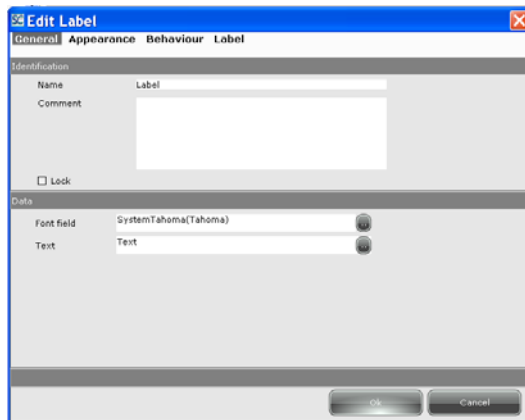 SC Edit Label
General Appearance Behaviour Label
Identification
Name Label
Comment
Lock
Data
Font field SystemTahoma(Tahoma)
Text Text
Ok Cancel